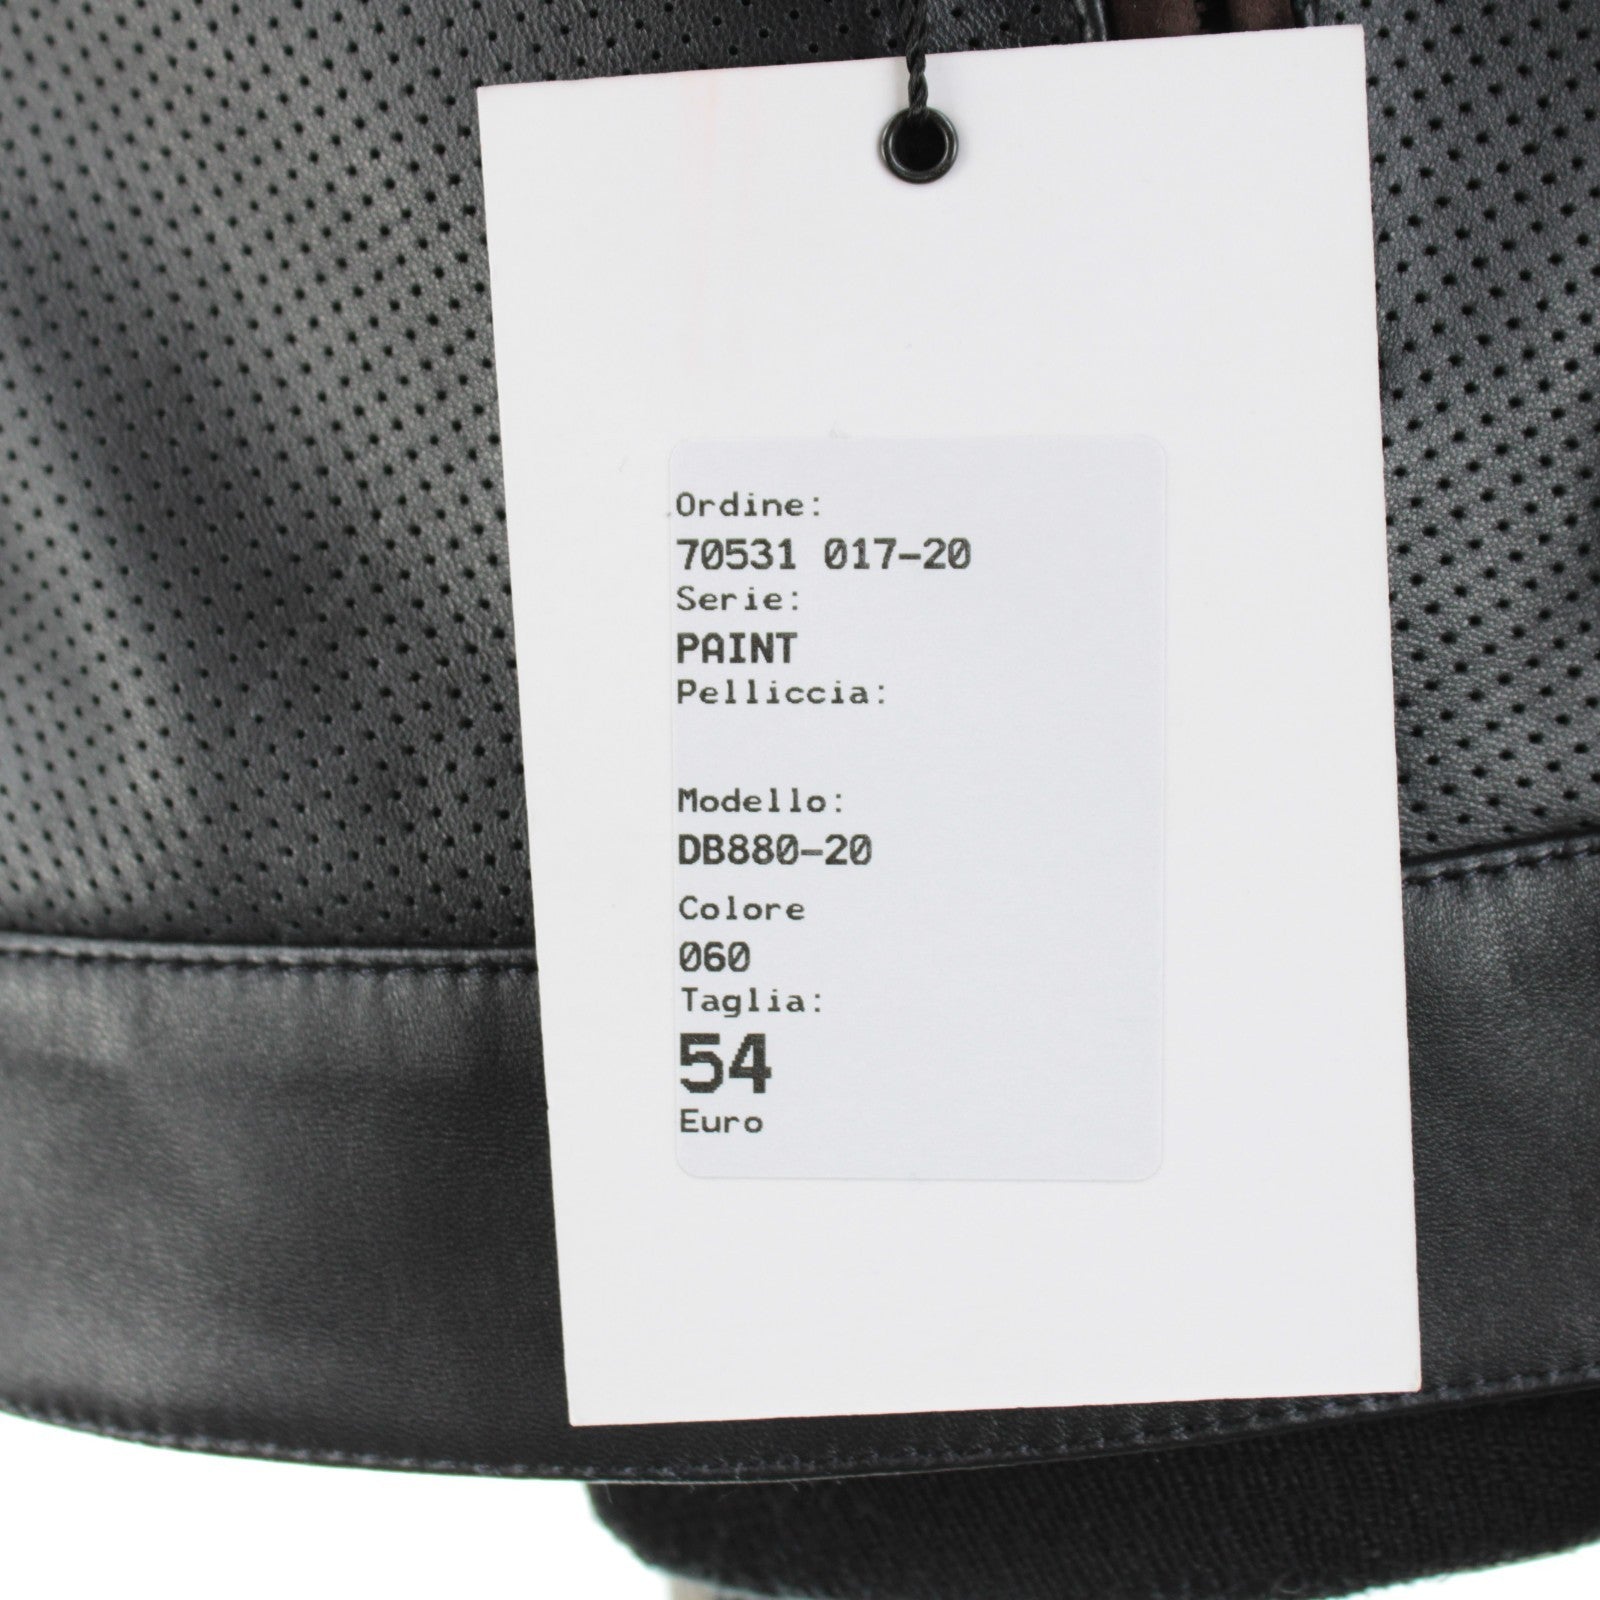 Ordine:
70531 017-20
Serie:
PAINT
Pelliccia:
Modello:
DB880-20
Colore
060
Taglia:
54
Euro